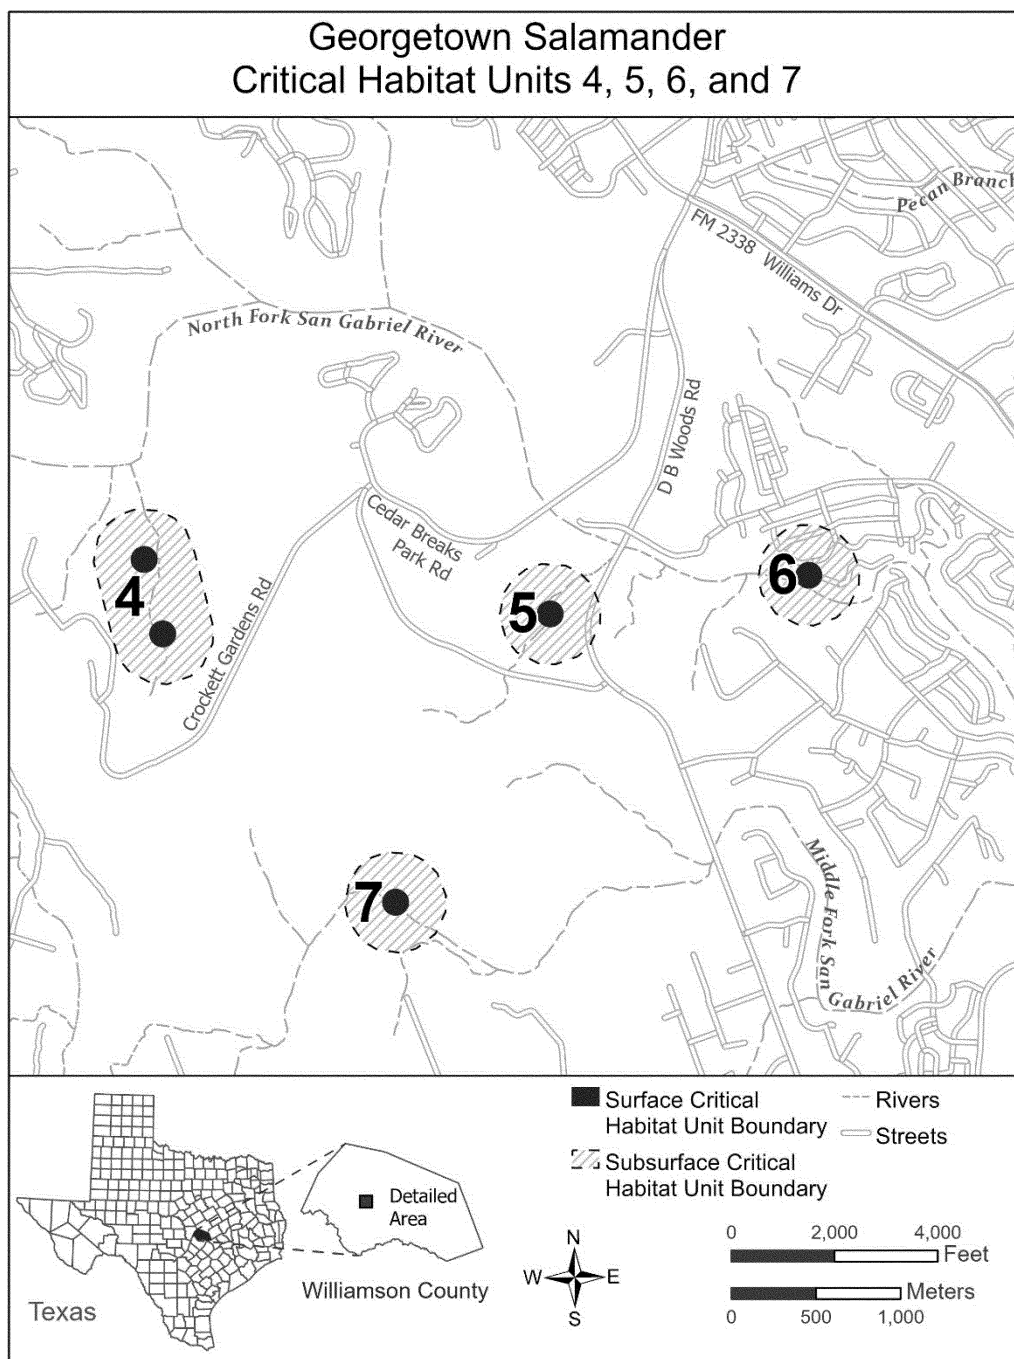 Georgetown Salamander
Critical Habitat Units 4, 5, 6, and 7
Pecan Branch
FM 2338 Williams Dr
North Fork San Gabriel River
D B Woods Rd
Cedar Breaks
Park Rd
4
5
6
Crockett Gardens Rd
7
Middle Fork San
Gabriel River
Surface Critical
Habitat Unit Boundary
Subsurface Critical
Habitat Unit Boundary
Rivers
Streets
Detailed
Area
Williamson County
Texas
N
W E
S
0 2,000 4,000
Feet
Meters
0 500 1,000